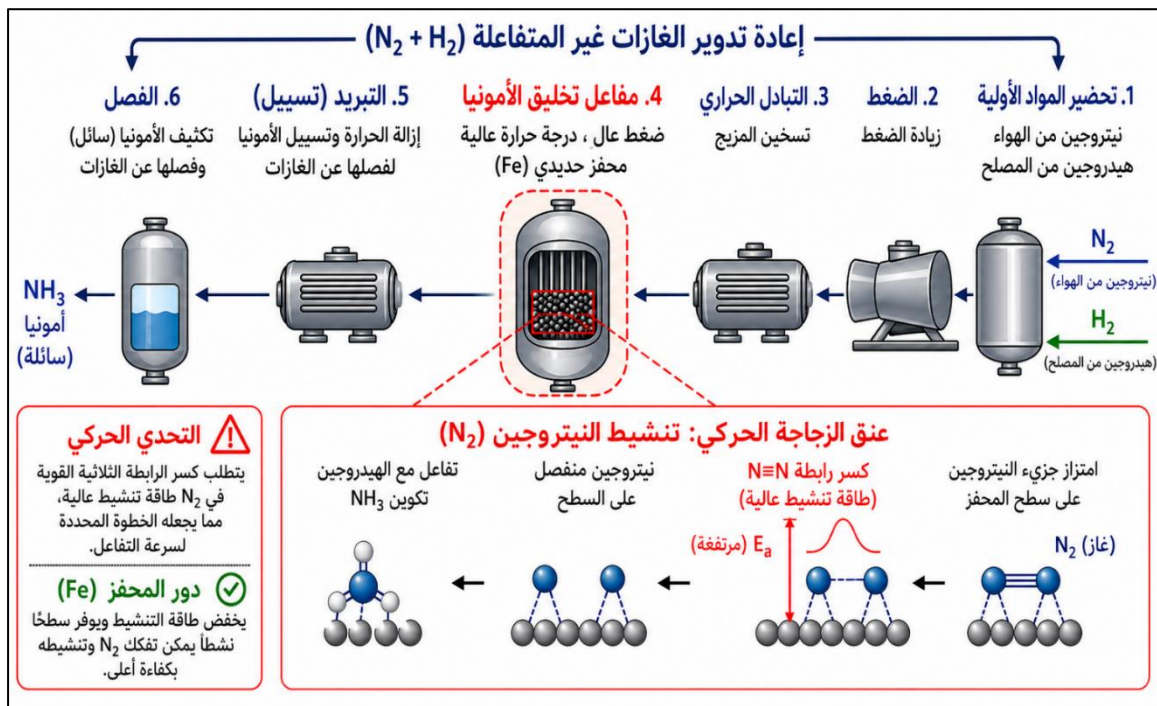 إعادة تدوير الغازات غير المتفاعلة (N₂ + H₂)
1. تحضير المواد الأولية
نيتروجين من الهواء
هيدروجين من المصلح
2. الضغط
زيادة الضغط
3. التبادل الحراري
تسخين المزيج
4. مفاعل تخليق الأمونيا
ضغط عال ، درجة حرارة عالية
محفز حديدي (Fe)
5. التبريد (تسييل)
إزالة الحرارة وتسييل الأمونيا
لفصلها عن الغازات
6. الفصل
تكثيف الأمونيا (سائل)
وفصلها عن الغازات
N₂
(نيتروجين من الهواء)
H₂
(هيدروجين من المصلح)
NH₃
أمونيا
(سائلة)
عنق الزجاجة الحركي: تنشيط النيتروجين (N₂)
امتزاز جزيء النيتروجين
على سطح المحفز
N₂ (غاز)
كسر رابطة N≡N
(طاقة تنشيط عالية)
Eₐ (مرتفغة)
نيتروجين منفصل
على السطح
تفاعل مع الهيدروجين
تكوين NH₃
التحدي الحركي
يتطلب كسر الرابطة الثلاثية القوية
في N₂ طاقة تنشيط عالية،
مما يجعله الخطوة المحددة
لسرعة التفاعل.
دور المحفز (Fe)
يخفض طاقة التنشيط ويوفر سطحًا
نشطاً يمكن تفكك N₂ وتنشيطه
بكفاءة أعلى.